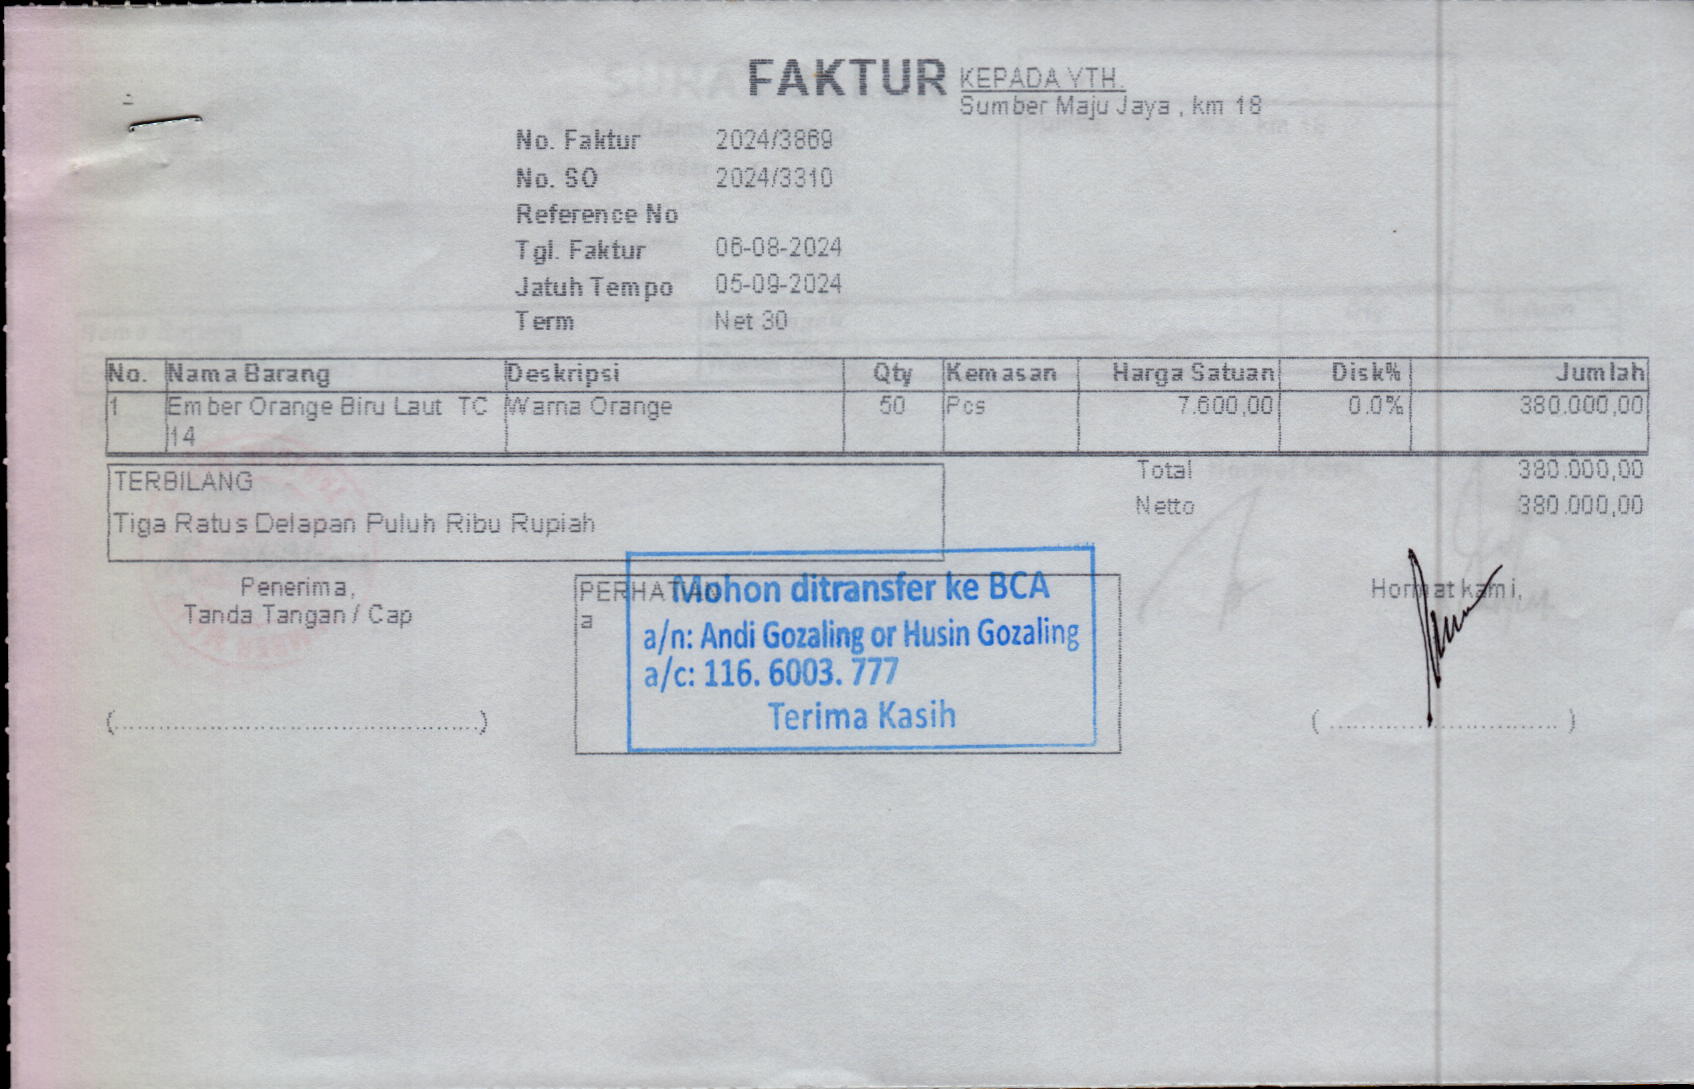 FAKTUR
KEPADA YTH.
Sumber Maju Jaya , km 18
No. Faktur 2024/3869
No. SO 2024/3310
Reference No
Tgl. Faktur 06-08-2024
Jatuh Tempo 05-09-2024
Term Net 30
No. Nama Barang Deskripsi Qty Kemasan Harga Satuan Disk% Jumlah
1 Ember Orange Biru Laut TC Warna Orange 50 Pcs 7.600,00 0.0% 380.000,00
14
TERBILANG
Tiga Ratus Delapan Puluh Ribu Rupiah
Total 380.000,00
Netto 380.000,00
Penerima,
Tanda Tangan / Cap
(................................................)
PERHATIAN
a
Mohon ditransfer ke BCA
a/n: Andi Gozaling or Husin Gozaling
a/c: 116. 6003. 777
Terima Kasih
Hormat kami,
( .............................. )